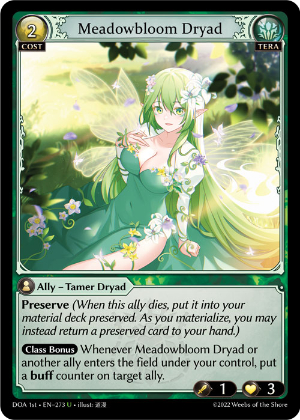 2
Meadowbloom Dryad
COST
TERA
Ally – Tamer Dryad
Preserve (When this ally dies, put it into your
material deck preserved. As you materialize, you may
instead return a preserved card to your hand.)
Class Bonus Whenever Meadowbloom Dryad or
another ally enters the field under your control, put
a buff counter on target ally.
1
3
DOA 1st • EN-273 U • illust: 道漫
©2022 Weebs of the Shore